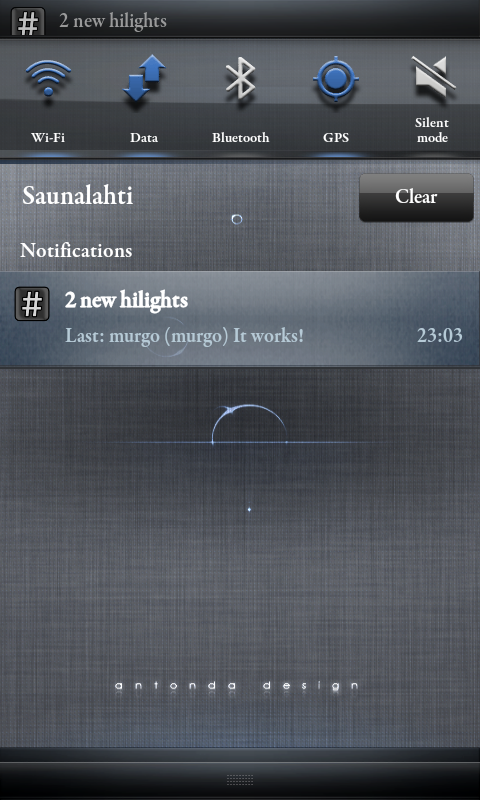 # 2 new hilights
Wi-Fi Data Bluetooth GPS Silent mode
Saunalahti Clear
Notifications
# 2 new hilights
Last: murgo (murgo) It works! 23:03
antonda design